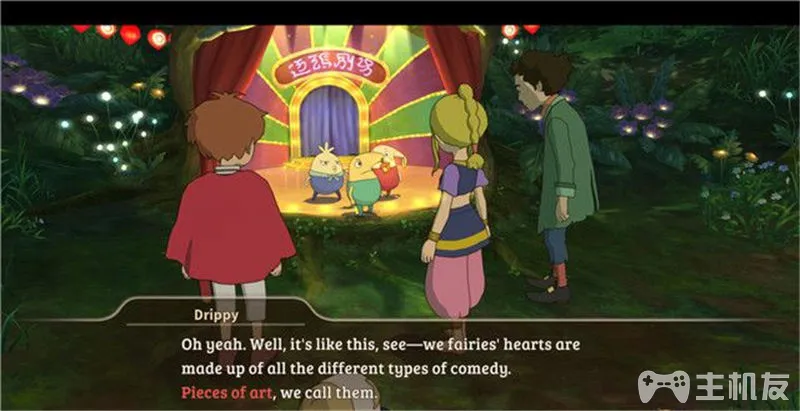 Drippy
Oh yeah. Well, it's like this, see—we fairies' hearts are
made up of all the different types of comedy.
Pieces of art, we call them.
主机友